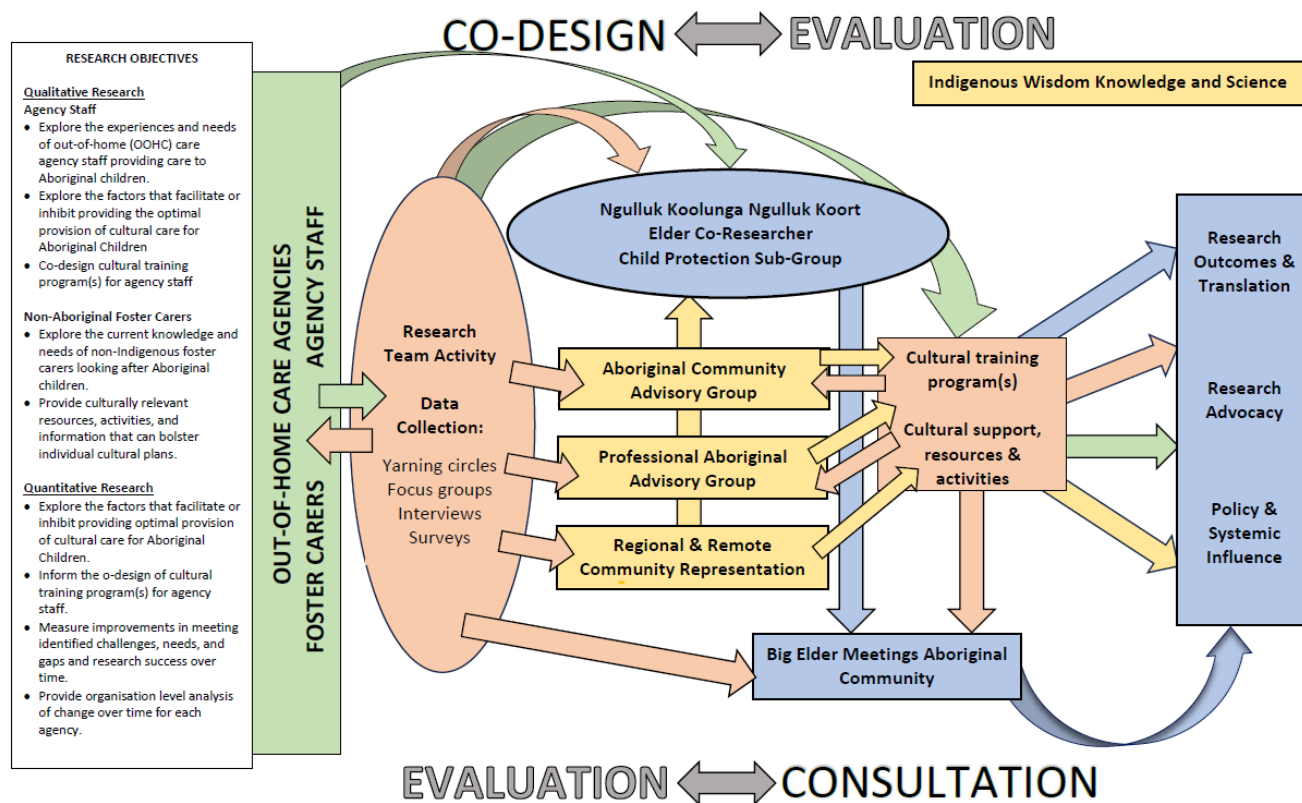 CO-DESIGN EVALUATION
Indigenous Wisdom Knowledge and Science
RESEARCH OBJECTIVES
Qualitative Research
Agency Staff
• Explore the experiences and needs
of out-of-home (OOHC) care
agency staff providing care to
Aboriginal children.
• Explore the factors that facilitate or
inhibit providing the optimal
provision of cultural care for
Aboriginal Children
• Co-design cultural training
program(s) for agency staff
Non-Aboriginal Foster Carers
• Explore the current knowledge and
needs of non-Indigenous foster
carers looking after Aboriginal
children.
• Provide culturally relevant
resources, activities, and
information that can bolster
individual cultural plans.
Quantitative Research
• Explore the factors that facilitate or
inhibit providing optimal provision
of cultural care for Aboriginal
Children.
• Inform the o-design of cultural
training program(s) for agency
staff.
• Measure improvements in meeting
identified challenges, needs, and
gaps and research success over
time.
• Provide organisation level analysis
of change over time for each
agency.
OUT-OF-HOME CARE AGENCIES
FOSTER CARERS AGENCY STAFF
Research
Team Activity
Data
Collection:
Yarning circles
Focus groups
Interviews
Surveys
Ngulluk Koolunga Ngulluk Koort
Elder Co-Researcher
Child Protection Sub-Group
Aboriginal Community
Advisory Group
Professional Aboriginal
Advisory Group
Regional & Remote
Community Representation
Cultural training
program(s)
Cultural support,
resources &
activities
Big Elder Meetings Aboriginal
Community
Research
Outcomes &
Translation
Research
Advocacy
Policy &
Systemic
Influence
EVALUATION CONSULTATION